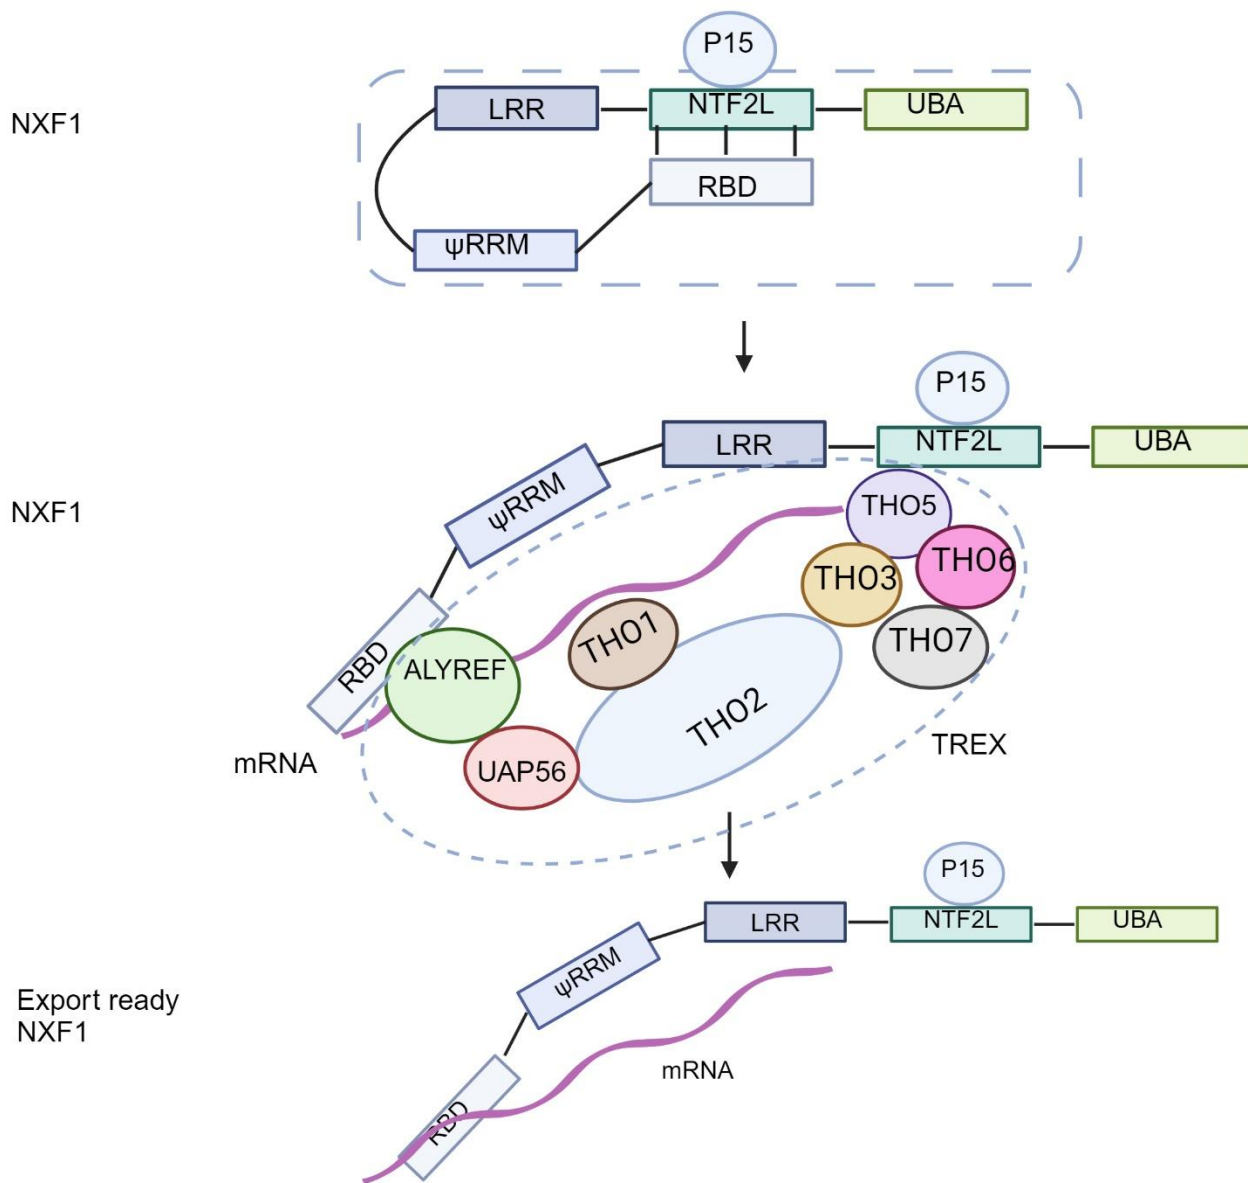 P15
LRR
NTF2L
UBA
NXF1
RBD
ψRRM
P15
LRR
NTF2L
UBA
ψRRM
NXF1
THO5
THO3
THO6
THO1
THO7
RBD
ALYREF
THO2
mRNA
UAP56
TREX
P15
LRR
NTF2L
UBA
ψRRM
Export ready
NXF1
mRNA
RBD